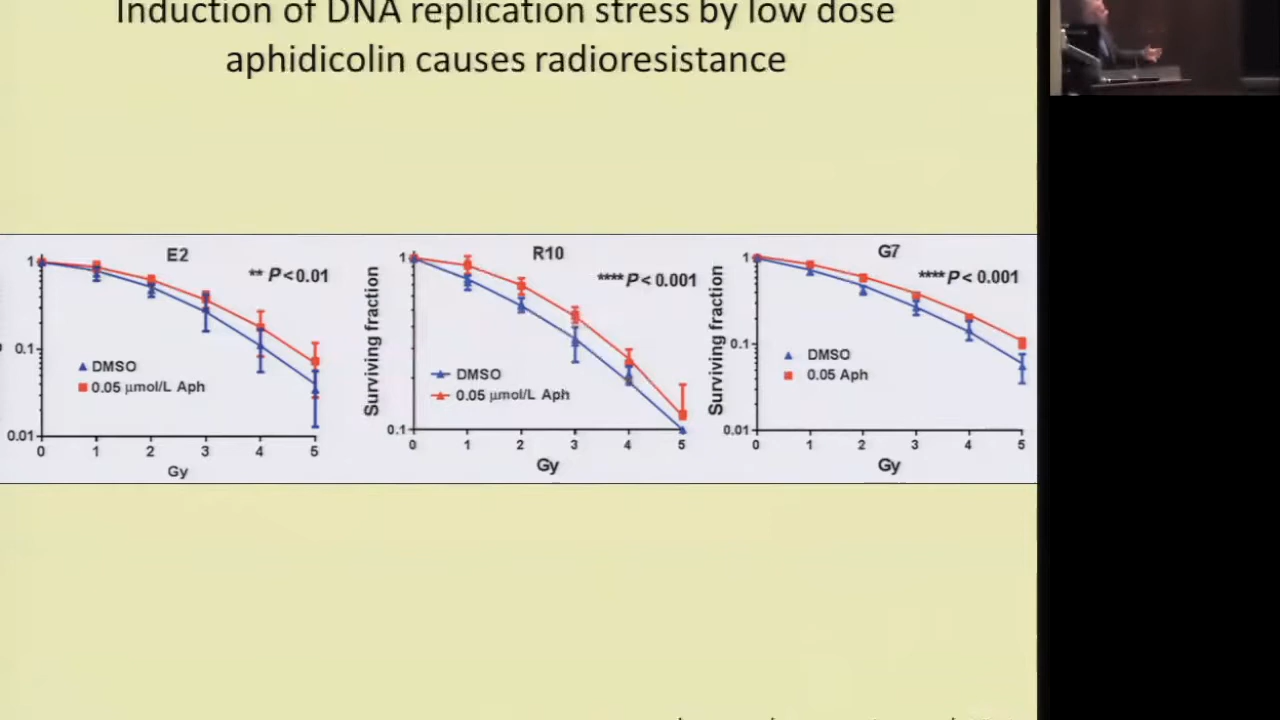 Induction of DNA replication stress by low dose
aphidicolin causes radioresistance
E2
** P<0.01
1
0.1
0.01
DMSO
0.05 µmol/L Aph
0 1 2 3 4 5
Gy
R10
****P<0.001
Surviving fraction
1
0.1
DMSO
0.05 µmol/L Aph
0 1 2 3 4 5
Gy
G7
****P<0.001
Surviving fraction
1
0.1
0.01
DMSO
0.05 Aph
0 1 2 3 4 5
Gy